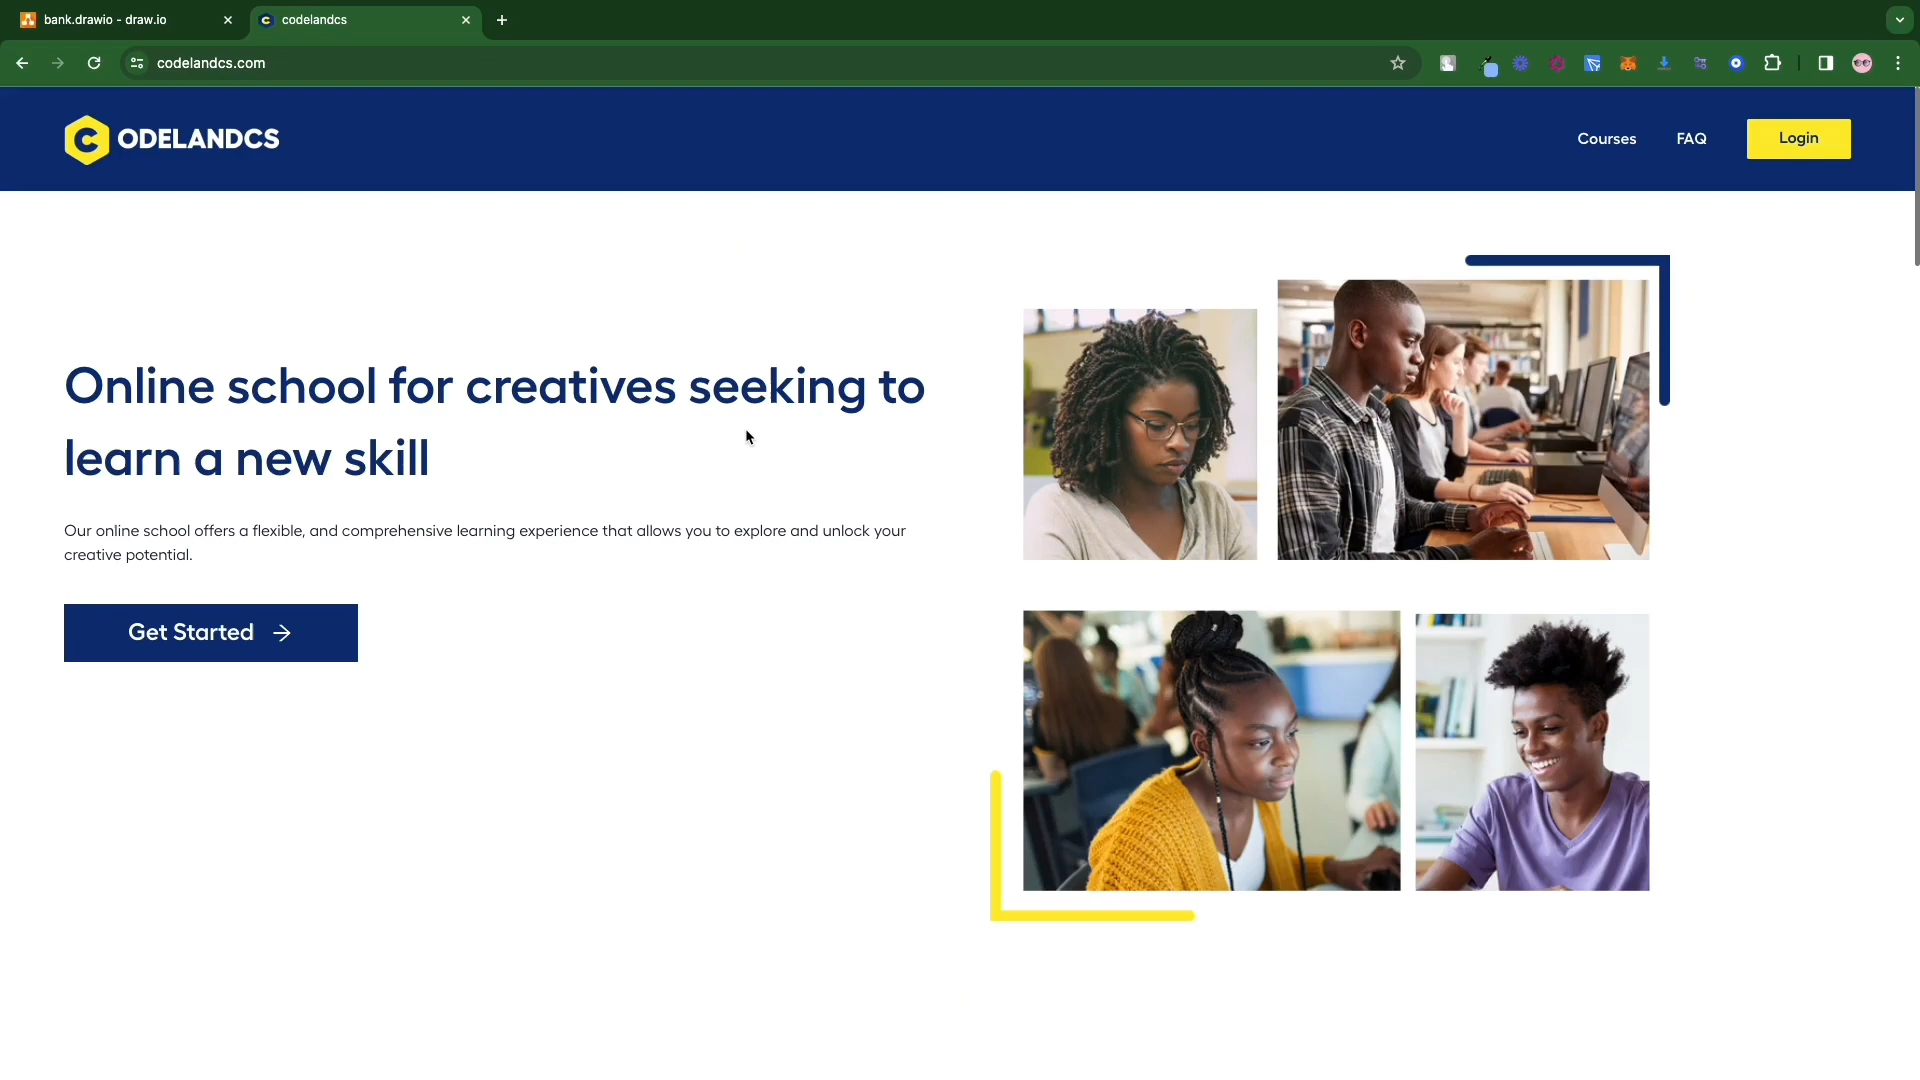 bank.drawio - draw.io
codelandcs
codelandcs.com
C ODELANDCS
Courses
FAQ
Login
Online school for creatives seeking to
learn a new skill
Our online school offers a flexible, and comprehensive learning experience that allows you to explore and unlock your
creative potential.
Get Started →